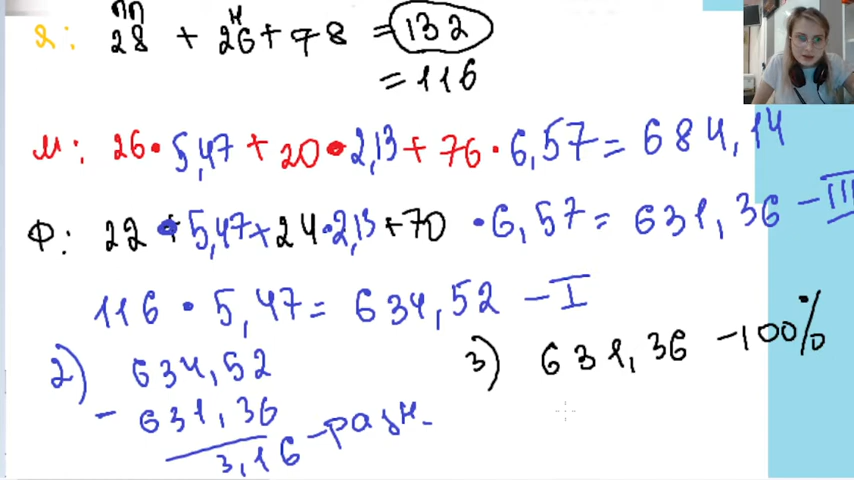 пп н
Я: 28 + 26 + 78 = 132
= 116
М: 26 · 5,47 + 20 · 2,13 + 76 · 6,57 = 684,14
Ф: 22 · 5,47 + 24 · 2,13 + 70 · 6,57 = 631,36 – III
116 · 5,47 = 634,52 – I
2) 634,52
- 631,36
3,16 – разн.
3) 631,36 – 100%